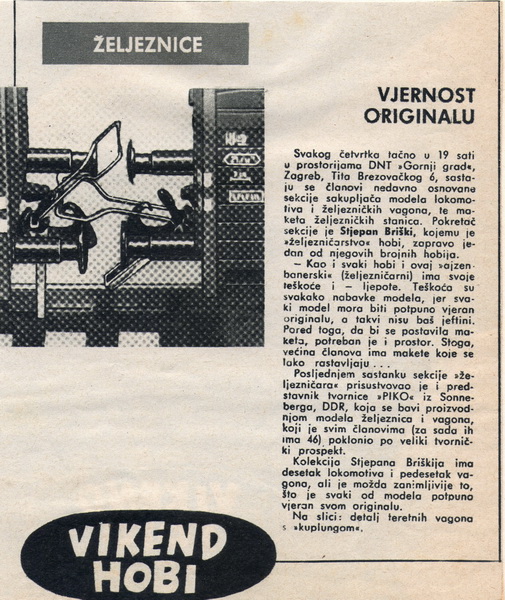 ŽELJEZNICE
VJERNOST
ORIGINALU
Svakog četvrtka tačno u 19 sati
u prostorijama DNT »Gornji grad«,
Zagreb, Tita Brezovačkog 6, sasta-
ju se članovi nedavno osnovane
sekcije sakupljača modela lokomo-
tiva i željezničkih vagona, te ma-
keta željezničkih stanica. Pokretač
sekcije je Stjepan Briški, kojemu je
»željezničarstvo« hobi, zapravo je-
dan od njegovih brojnih hobija.
— Kao i svaki hobi i ovaj »ajzen-
banerski« (željezničarni) ima svoje
teškoće i — ljepote. Teškoća su
svakako nabavke modela, jer sva-
ki model mora biti potpuno vjeran
originalu, a takvi nisu baš jeftini.
Pored toga, da bi se postavila ma-
keta, potreban je i prostor. Stoga,
većina članova ima makete koje se
lako rastavljaju . . .
Posljednjem sastanku sekcije »že-
ljezničara« prisustvovao je i pred-
stavnik tvornice »PIKO« iz Sonne-
berga, DDR, koja se bavi proizvod-
njom modela željeznica i vagona,
koji je svim članovima (za sada ih
ima 46) poklonio po veliki tvornič-
ki prospekt.
Kolekcija Stjepana Briškija ima
desetak lokomotiva i pedesetak va-
gona, ali je možda zanimljivije to,
što je svaki od modela potpuno
vjeran svom originalu.
Na slici: detalj teretnih vagona
s »kuplungom«.
VIKEND
HOBI